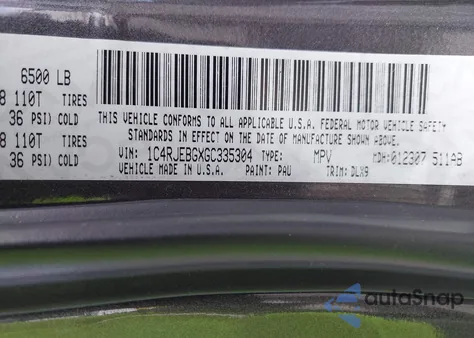 6500 LB
8 110T TIRES
36 PSI COLD
8 110T TIRES
36 PSI COLD
THIS VEHICLE CONFORMS TO ALL APPLICABLE U.S.A. FEDERAL MOTOR VEHICLE SAFETY
STANDARDS IN EFFECT ON THE DATE OF MANUFACTURE SHOWN ABOVE.
VIN: 1C4RJEBGXGC335304 TYPE: MPV MDH:012307 511AB
VEHICLE MADE IN U.S.A. PAINT: PAU TRIM: DLX9
autoSnap